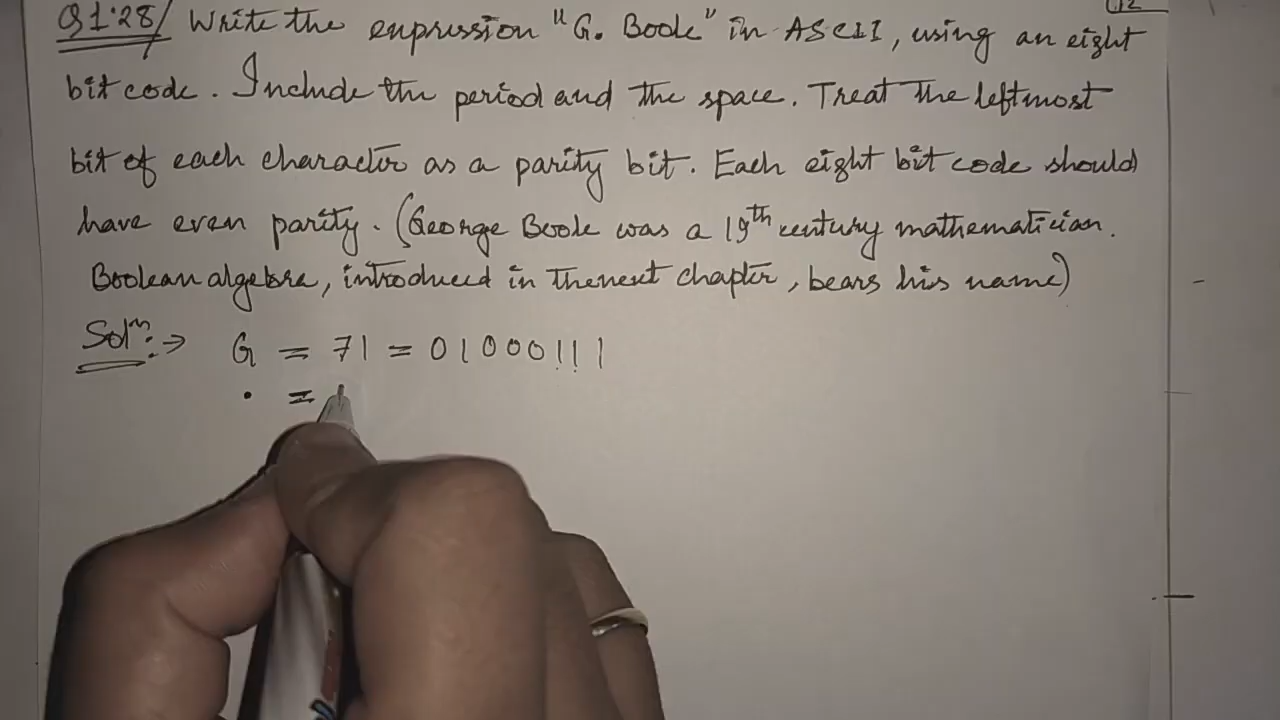 Q1.28/ Write the expression "G. Boole" in ASCII, using an eight
bit code. Include the period and the space. Treat the leftmost
bit of each character as a parity bit. Each eight bit code should
have even parity. (George Boole was a 19th century mathematician.
Boolean algebra, introduced in the next chapter, bears his name)
Soln: → G = 71 = 01000111
. =